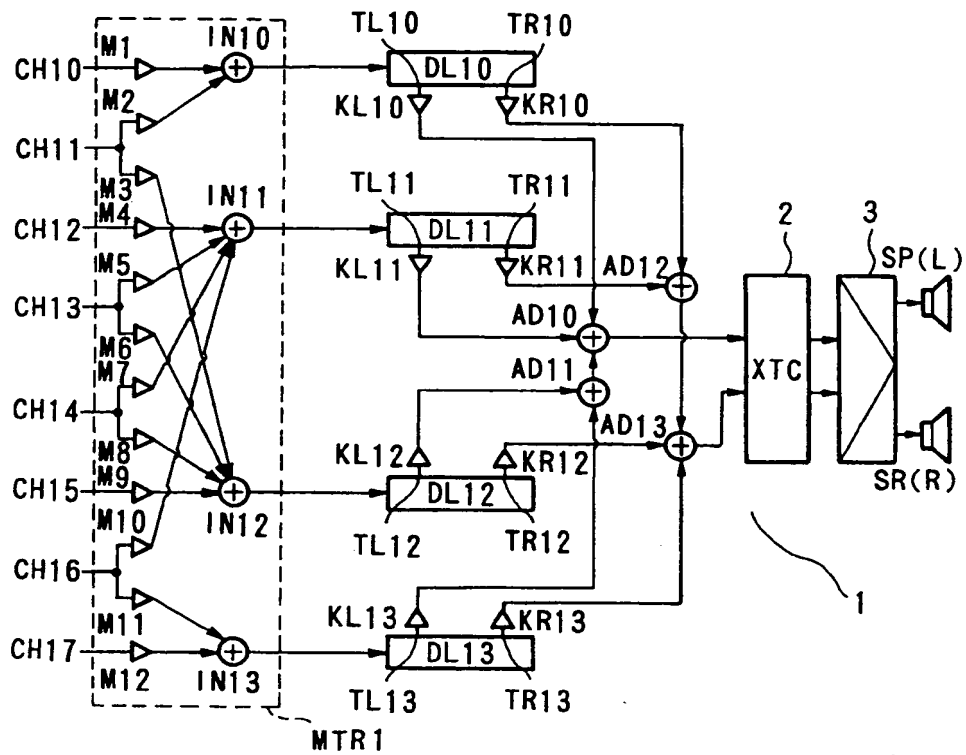 TL10 TR10
M1 IN10
CH10 DL10
M2 KL10 KR10
CH11
M3 IN11 TL11 TR11
M4
CH12 DL11 2 3
M5 KL11 KR11 AD12 SP(L)
CH13 AD10
M6
M7 AD11 XTC
CH14
M8 KL12 KR12 AD13
M9 SR(R)
CH15 IN12 DL12
M10 TL12 TR12
CH16
M11 KL13 KR13 1
CH17 DL13
M12 IN13 TL13 TR13
MTR1